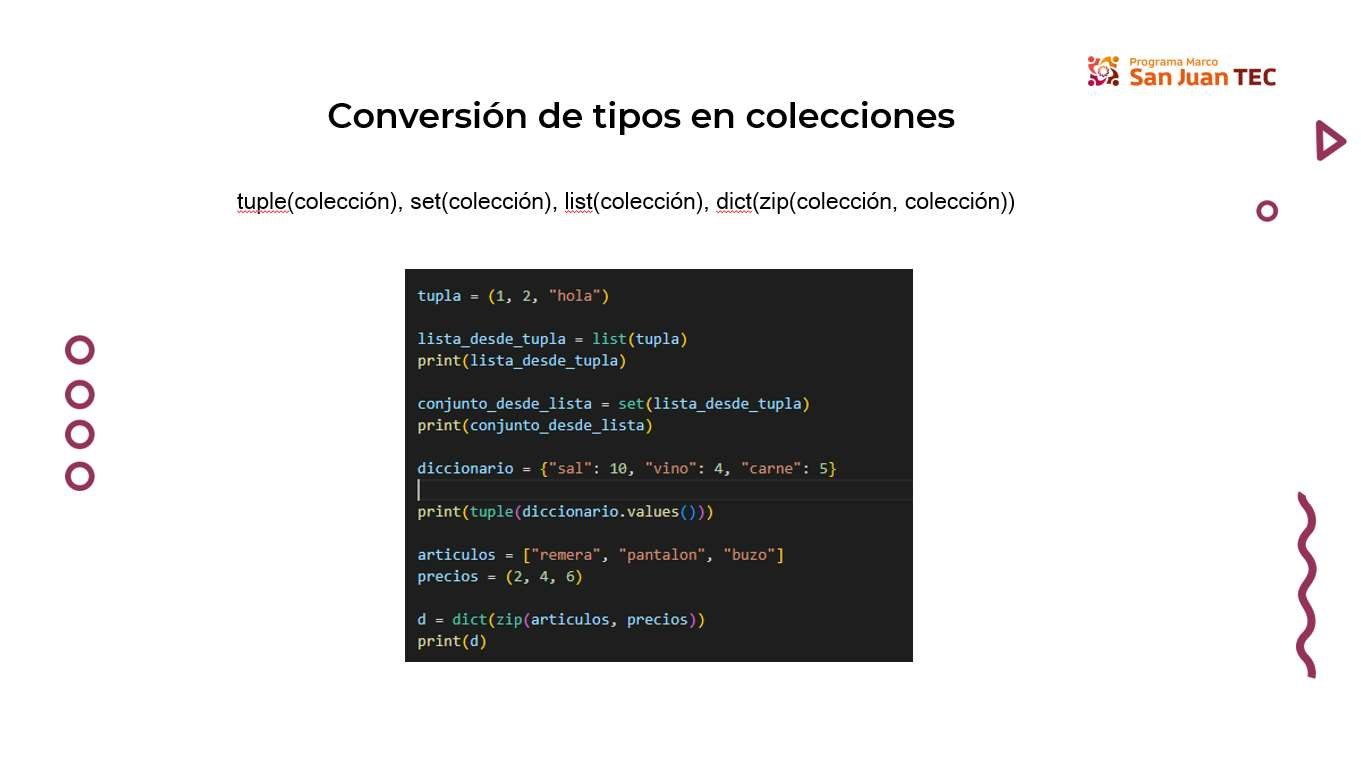 Programa Marco
San Juan TEC
Conversión de tipos en colecciones
tuple(colección), set(colección), list(colección), dict(zip(colección, colección))
tupla = (1, 2, "hola")
lista_desde_tupla = list(tupla)
print(lista_desde_tupla)
conjunto_desde_lista = set(lista_desde_tupla)
print(conjunto_desde_lista)
diccionario = {"sal": 10, "vino": 4, "carne": 5}
print(tuple(diccionario.values()))
articulos = ["remera", "pantalon", "buzo"]
precios = (2, 4, 6)
d = dict(zip(articulos, precios))
print(d)